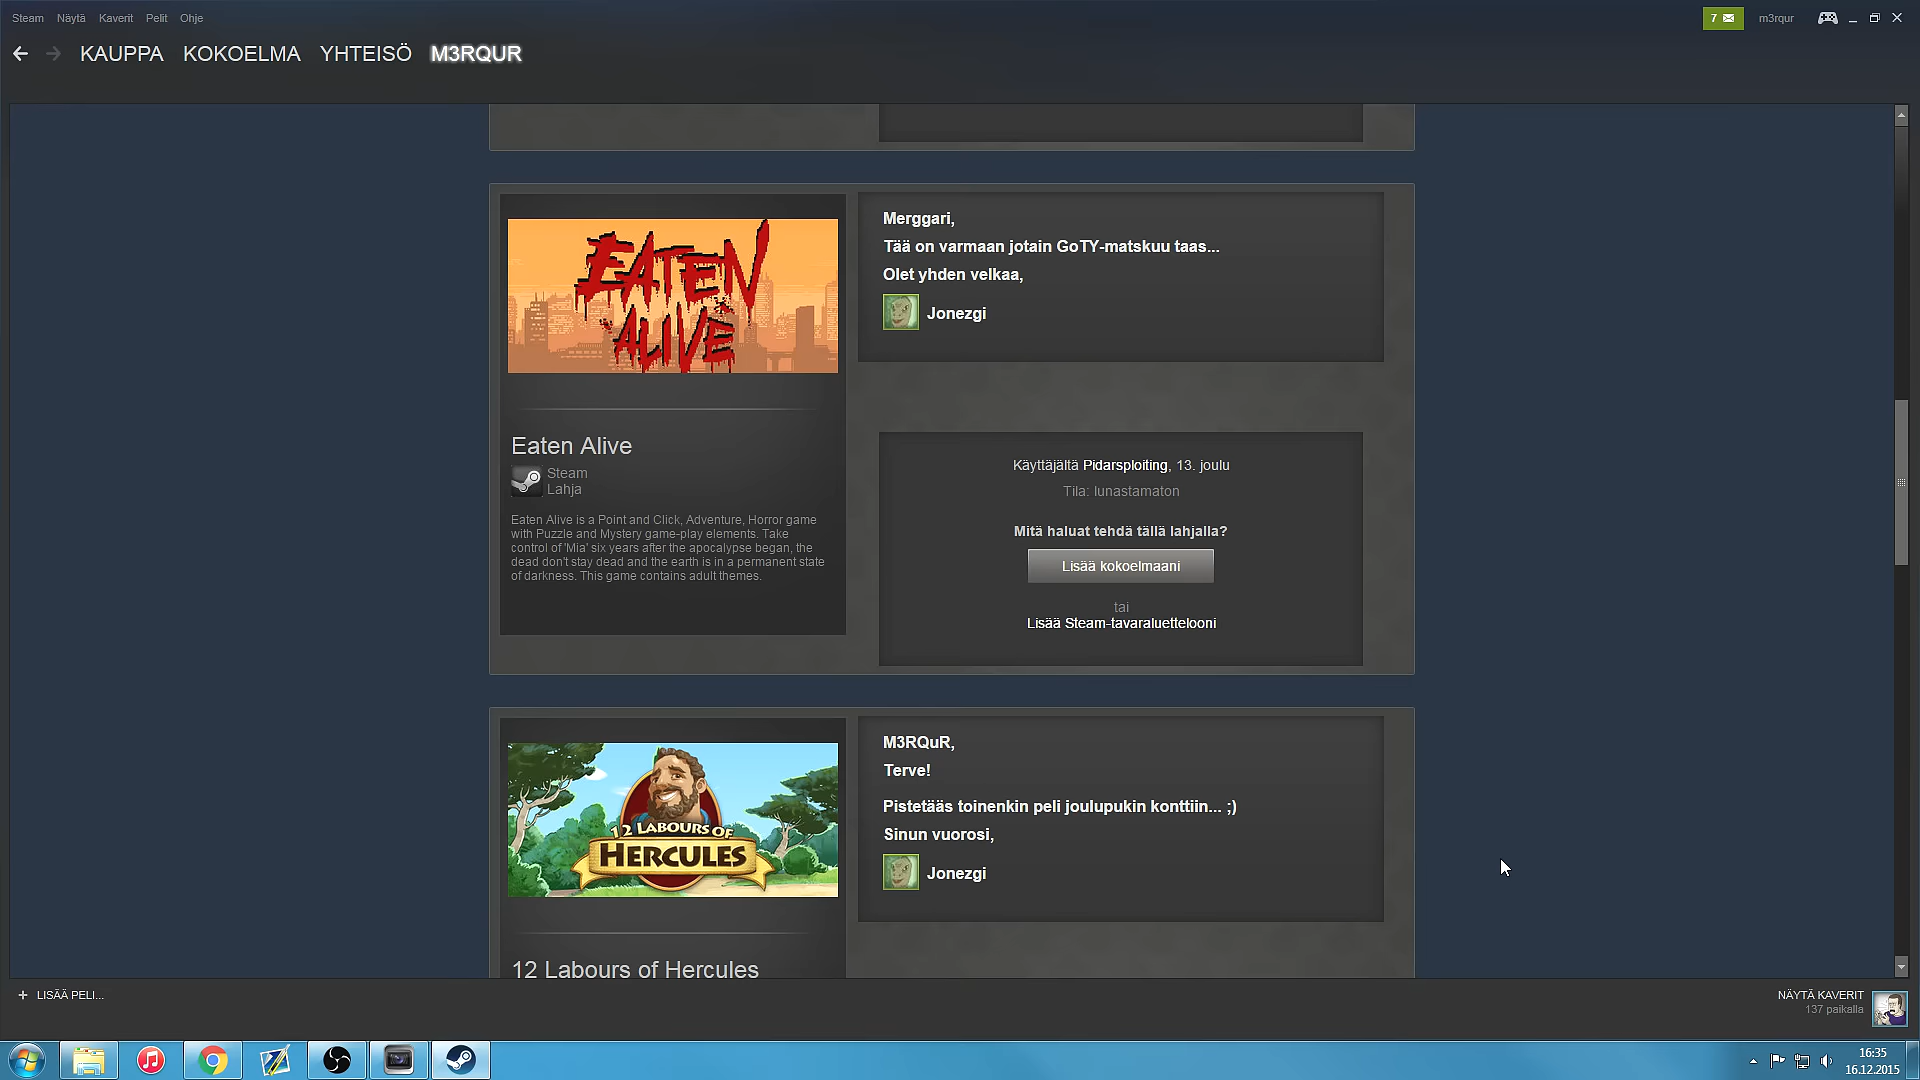 Steam Näytä Kaverit Pelit Ohje
7 m3rqur
KAUPPA KOKOELMA YHTEISÖ M3RQUR
EATEN
ALIVE
Eaten Alive
Steam
Lahja
Eaten Alive is a Point and Click, Adventure, Horror game
with Puzzle and Mystery game-play elements. Take
control of 'Mia' six years after the apocalypse began, the
dead don't stay dead and the earth is in a permanent state
of darkness. This game contains adult themes.
Merggari,
Tää on varmaan jotain GoTY-matskuu taas...
Olet yhden velkaa,
Jonezgi
Käyttäjältä Pidarsploiting, 13. joulu
Tila: lunastamaton
Mitä haluat tehdä tällä lahjalla?
Lisää kokoelmaani
tai
Lisää Steam-tavaraluettelooni
12 LABOURS OF
HERCULES
12 Labours of Hercules
M3RQuR,
Terve!
Pistetääs toinenkin peli joulupukin konttiin... ;)
Sinun vuorosi,
Jonezgi
+ LISÄÄ PELI...
NÄYTÄ KAVERIT
137 paikalla
16:35
16.12.2015